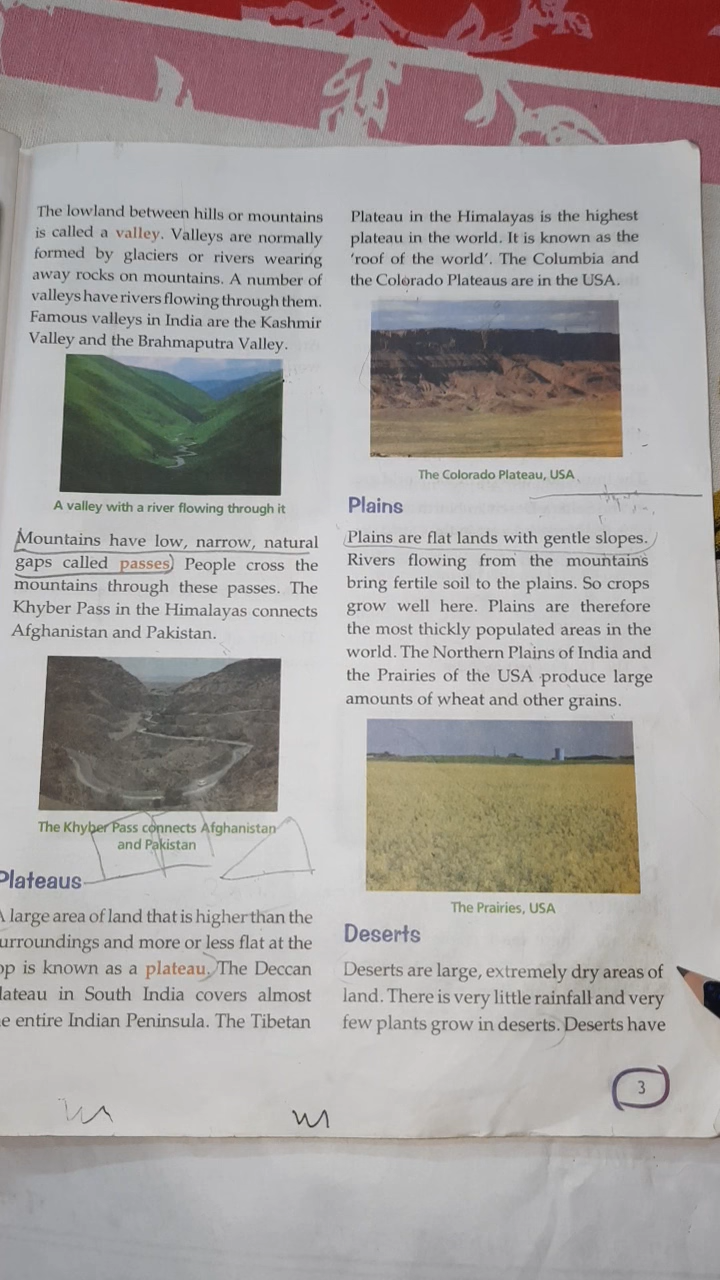 The lowland between hills or mountains
is called a valley. Valleys are normally
formed by glaciers or rivers wearing
away rocks on mountains. A number of
valleys have rivers flowing through them.
Famous valleys in India are the Kashmir
Valley and the Brahmaputra Valley.
A valley with a river flowing through it
Mountains have low, narrow, natural
gaps called passes. People cross the
mountains through these passes. The
Khyber Pass in the Himalayas connects
Afghanistan and Pakistan.
The Khyber Pass connects Afghanistan
and Pakistan
Plateaus
A large area of land that is higher than the
urroundings and more or less flat at the
op is known as a plateau. The Deccan
lateau in South India covers almost
e entire Indian Peninsula. The Tibetan
Plateau in the Himalayas is the highest
plateau in the world. It is known as the
‘roof of the world’. The Columbia and
the Colorado Plateaus are in the USA.
The Colorado Plateau, USA
Plains
Plains are flat lands with gentle slopes.
Rivers flowing from the mountains
bring fertile soil to the plains. So crops
grow well here. Plains are therefore
the most thickly populated areas in the
world. The Northern Plains of India and
the Prairies of the USA produce large
amounts of wheat and other grains.
The Prairies, USA
Deserts
Deserts are large, extremely dry areas of
land. There is very little rainfall and very
few plants grow in deserts. Deserts have
3